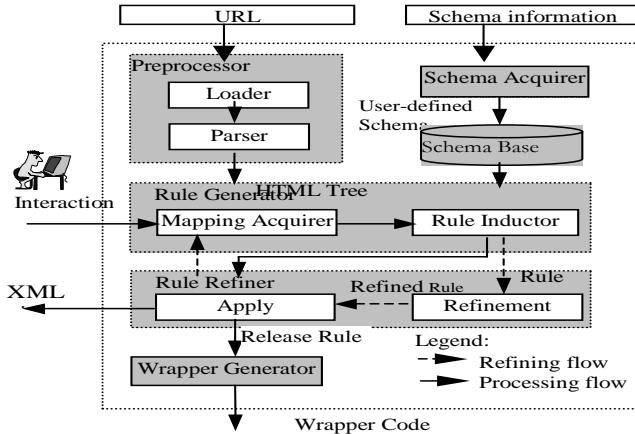 URL
Schema information
Preprocessor
Loader
Parser
Schema Acquirer
User-defined
Schema
Schema Base
Interaction
HTML Tree
Rule Generator
Mapping Acquirer
Rule Inductor
Rule Refiner
Refined Rule
Rule
XML
Apply
Refinement
Release Rule
Legend:
Refining flow
Processing flow
Wrapper Generator
Wrapper Code